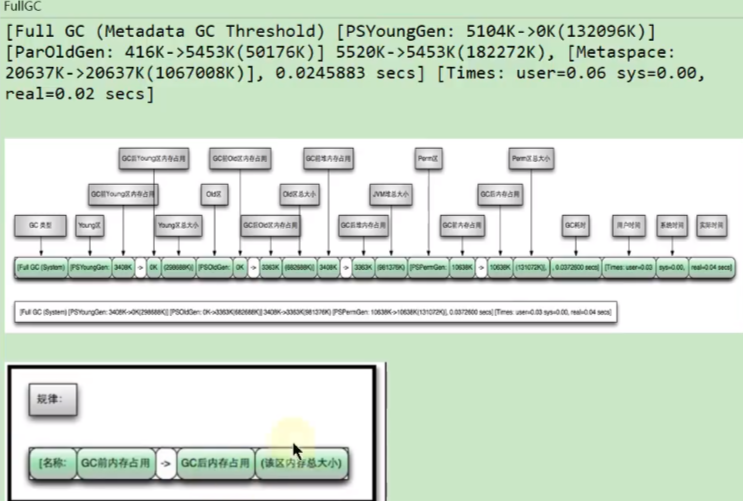 FullGC
[Full GC (Metadata GC Threshold) [PSYoungGen: 5104K->0K(132096K)]
[ParOldGen: 416K->5453K(50176K)] 5520K->5453K(182272K), [Metaspace:
20637K->20637K(1067008K)], 0.0245883 secs] [Times: user=0.06 sys=0.00,
real=0.02 secs]
GC后Young区内存占用 GC前Old区内存占用 GC前堆内存占用 Perm区 Perm区总大小
GC前Young区内存占用 Old区 Old区总大小 JVM堆总大小 GC后内存占用
GC 类型 Young区 Young区总大小 GC后Old区内存占用 GC后堆内存占用 GC前内存占用 GC耗时 用户时间 系统时间 实际时间
[Full GC (System) [PSYoungGen: 3408K -> 0K (298688K)] [PSOldGen: 0K -> 3363K (682688K)] 3408K -> 3363K (981376K) [PSPermGen: 10638K -> 10638K (131072K)], 0.0372600 secs] [Times: user=0.03 sys=0.00, real=0.04 secs]
[Full GC (System) [PSYoungGen: 3408K->0K(298688K)] [PSOldGen: 0K->3363K(682688K)] 3408K->3363K(981376K) [PSPermGen: 10638K->10638K(131072K)], 0.0372600 secs] [Times: user=0.03 sys=0.00, real=0.04 secs]
规律:
[名称: GC前内存占用 -> GC后内存占用 (该区内存总大小)